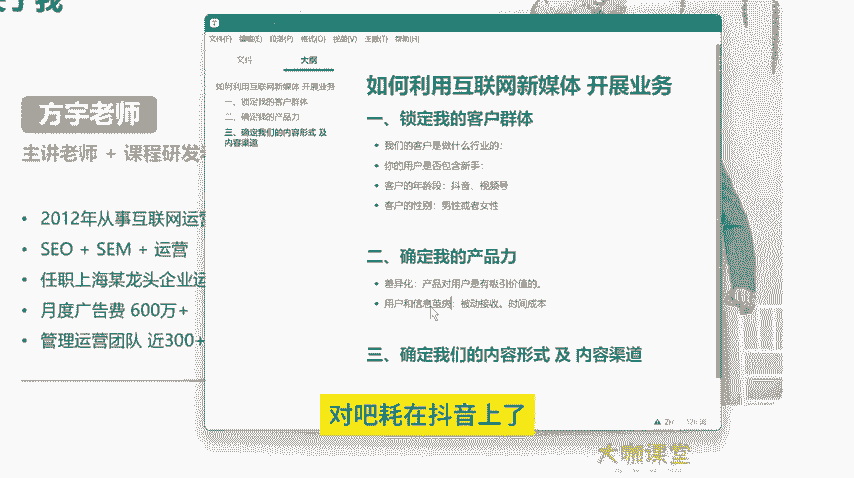 方宇老师
主讲老师 + 课程研发
2012年从事互联网运营
SEO + SEM + 运营
任职上海某龙头企业运
月度广告费 600万+
管理运营团队 近300+
文件(F) 编辑(E) 段落(P) 格式(O) 视图(V) 主题(T) 帮助(H)
文件 大纲
如何利用互联网新媒体 开展业务
一、锁定我的客户群体
二、确定我的产品力
三、确定我们的内容形式 及
内容渠道
如何利用互联网新媒体 开展业务
一、锁定我的客户群体
我们的客户是做什么行业的:
你的用户是否包含新手:
客户的年龄段: 抖音、视频号
客户的性别: 男性或者女性
二、确定我的产品力
差异化: 产品对用户是有吸引价值的。
用户和信息茧房: 被动接收。时间成本
三、确定我们的内容形式 及 内容渠道
对吧耗在抖音上了
大咖课堂